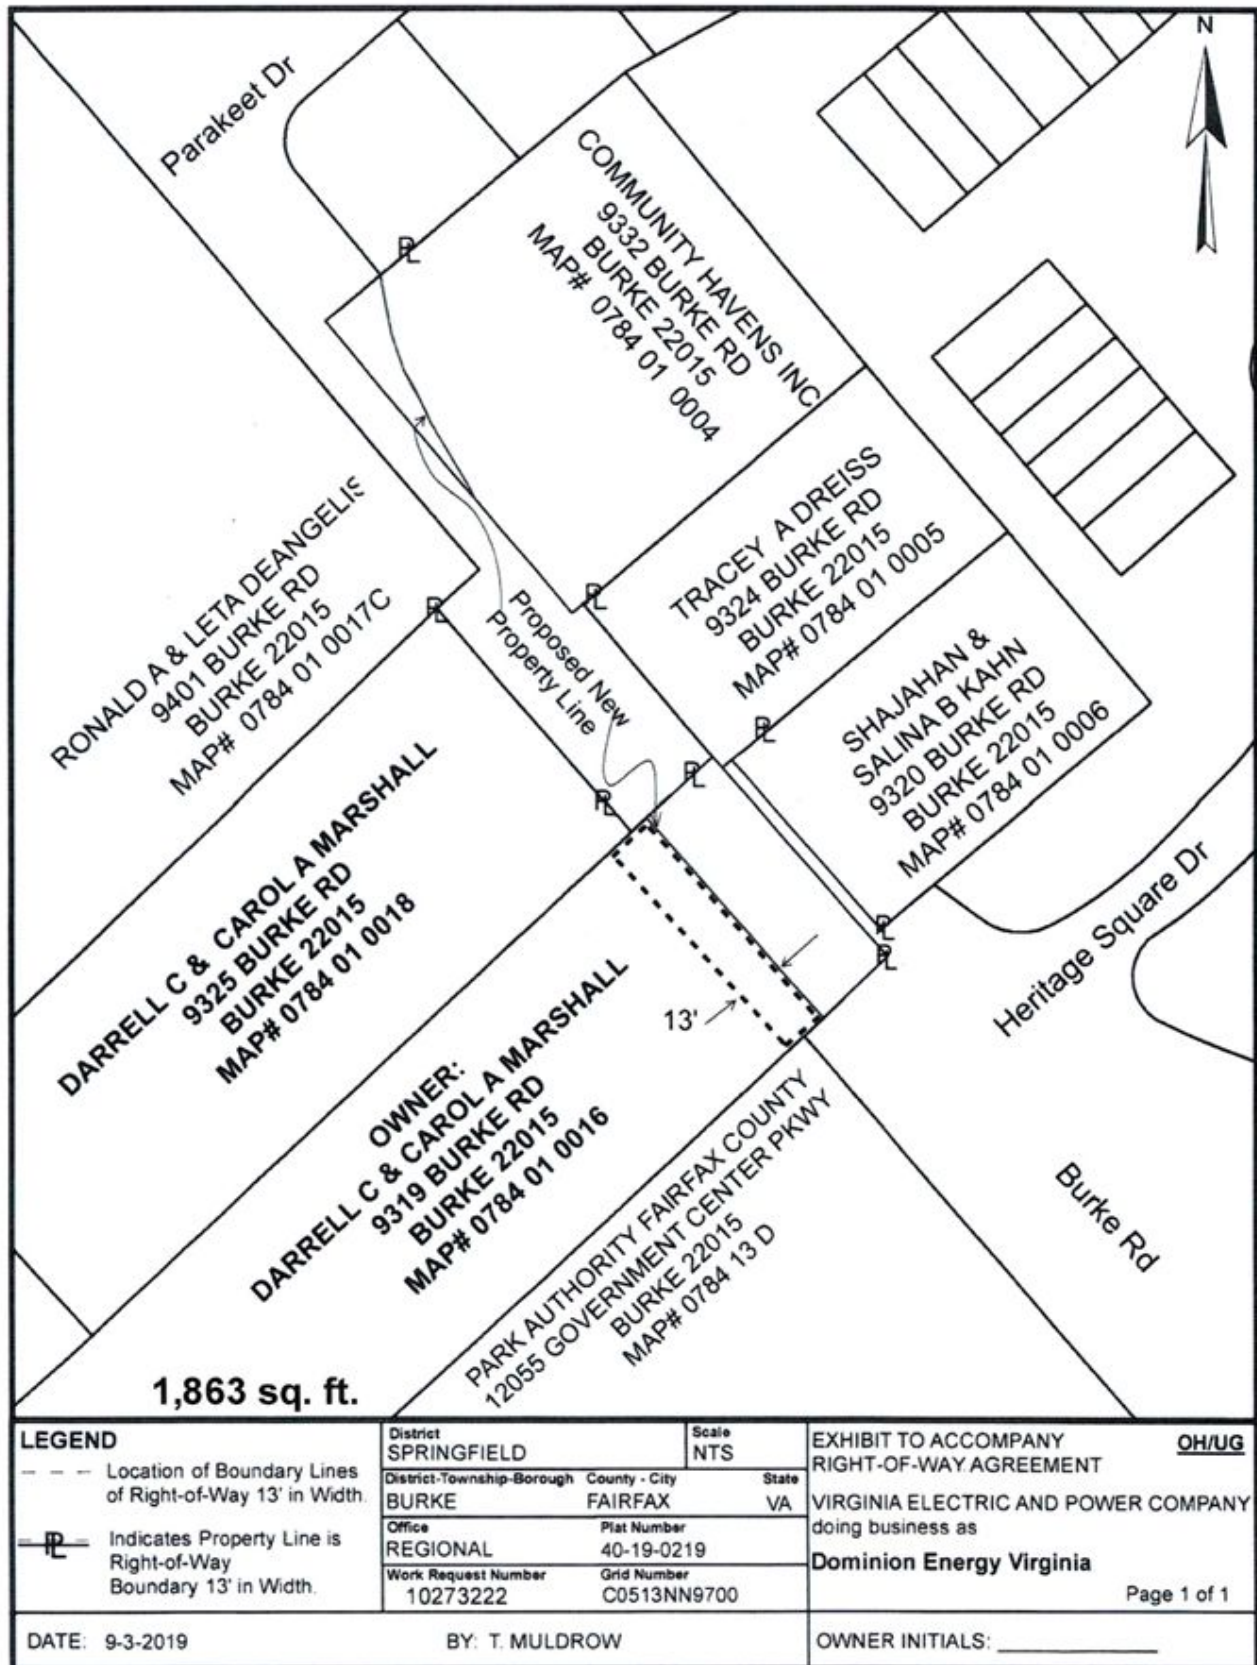 N
Parakeet Dr
COMMUNITY HAVENS INC
9332 BURKE RD
BURKE 22015
MAP# 0784 01 0004
PL
TRACEY A DREISS
9324 BURKE RD
BURKE 22015
MAP# 0784 01 0005
RONALD A & LETA DEANGELIS
9401 BURKE RD
BURKE 22015
MAP# 0784 01 0017C
PL
PL
Proposed New
Property Line
SHAJAHAN &
SALINA B KAHN
9320 BURKE RD
BURKE 22015
MAP# 0784 01 0006
PL
PL
PL
DARRELL C & CAROL A MARSHALL
9325 BURKE RD
BURKE 22015
MAP# 0784 01 0018
Heritage Square Dr
PL
PL
13'
OWNER:
DARRELL C & CAROL A MARSHALL
9319 BURKE RD
BURKE 22015
MAP# 0784 01 0016
PARK AUTHORITY FAIRFAX COUNTY
12055 GOVERNMENT CENTER PKWY
BURKE 22015
MAP# 0784 13 D
Burke Rd
1,863 sq. ft.
LEGEND
Location of Boundary Lines
of Right-of-Way 13' in Width.
PL Indicates Property Line is
Right-of-Way
Boundary 13' in Width.
District
SPRINGFIELD
Scale
NTS
District-Township-Borough County - City State
BURKE FAIRFAX VA
Office Plat Number
REGIONAL 40-19-0219
Work Request Number Grid Number
10273222 C0513NN9700
EXHIBIT TO ACCOMPANY OH/UG
RIGHT-OF-WAY AGREEMENT
VIRGINIA ELECTRIC AND POWER COMPANY
doing business as
Dominion Energy Virginia
Page 1 of 1
DATE: 9-3-2019 BY: T. MULDROW OWNER INITIALS: